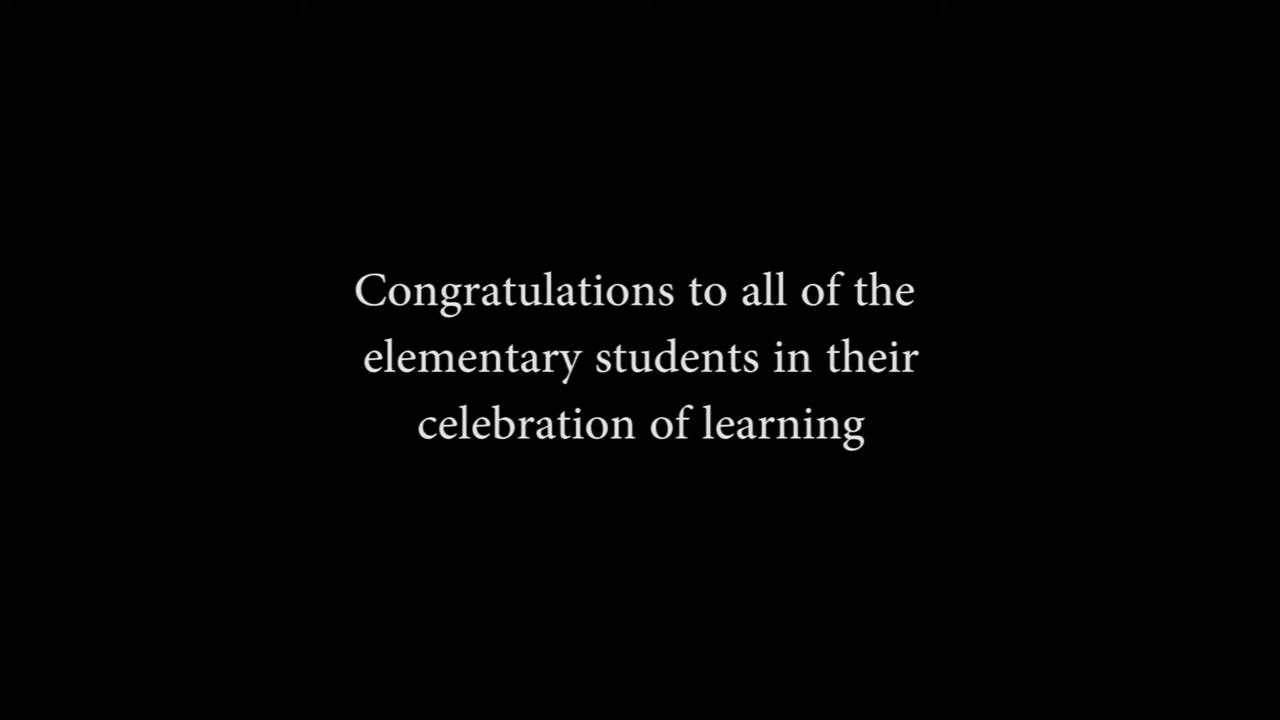 Congratulations to all of the
elementary students in their
celebration of learning